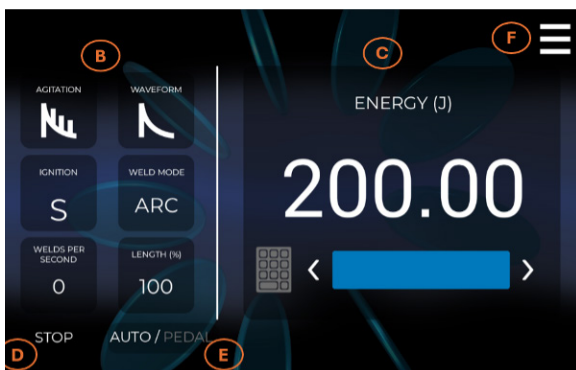 B
C
F
AGITATION
WAVEFORM
ENERGY (J)
IGNITION
S
WELD MODE
ARC
200.00
WELDS PER
SECOND
0
LENGTH (%)
100
<
>
STOP
AUTO / PEDAL
D
E